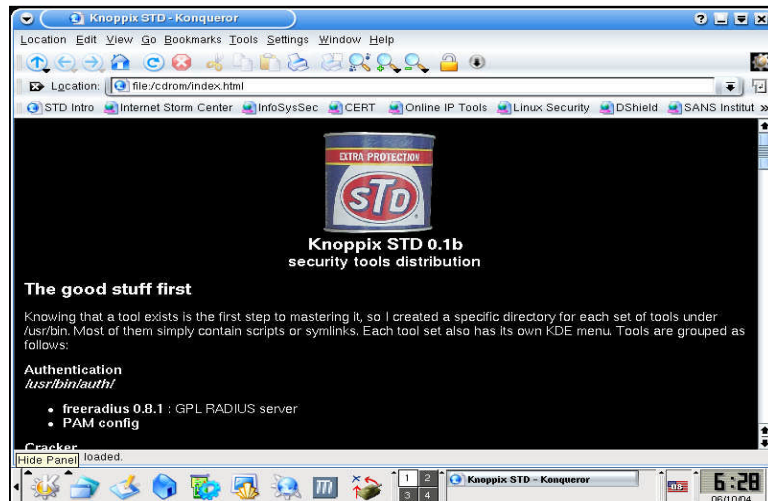 Knoppix STD - Konqueror
Location Edit View Go Bookmarks Tools Settings Window Help
Location: file:/cdrom/index.html
STD Intro Internet Storm Center InfoSysSec CERT Online IP Tools Linux Security DShield SANS Institut
EXTRA PROTECTION
STD
Knoppix STD 0.1b
security tools distribution
The good stuff first
Knowing that a tool exists is the first step to mastering it, so I created a specific directory for each set of tools under
/usr/bin. Most of them simply contain scripts or symlinks. Each tool set also has its own KDE menu. Tools are grouped as
follows:
Authentication
/usr/bin/auth/
freeradius 0.8.1 : GPL RADIUS server
PAM config
Cracker
Hide Panel loaded.
1 2
3 4
Knoppix STD - Konqueror
6:28
06/10/04